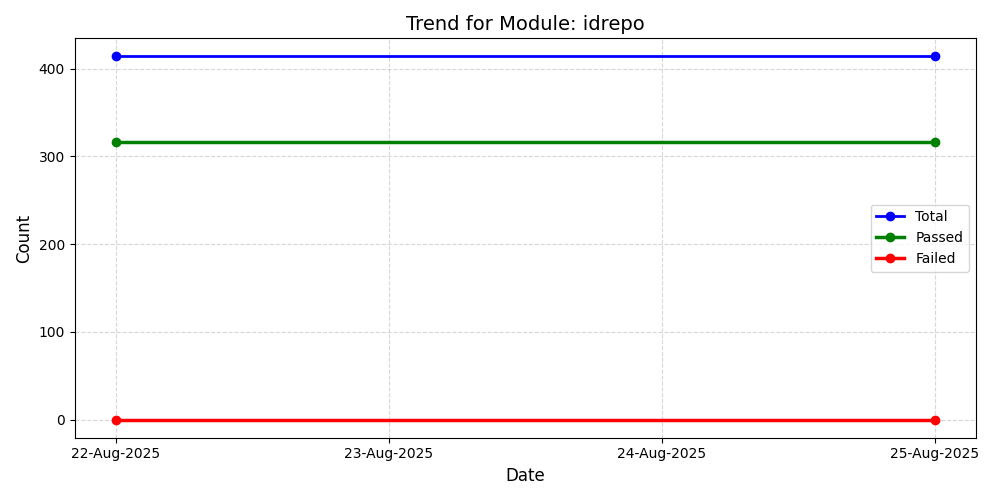 Trend for Module: idrepo
400
300
200
100
0
Count
Total
Passed
Failed
22-Aug-2025
23-Aug-2025
24-Aug-2025
25-Aug-2025
Date